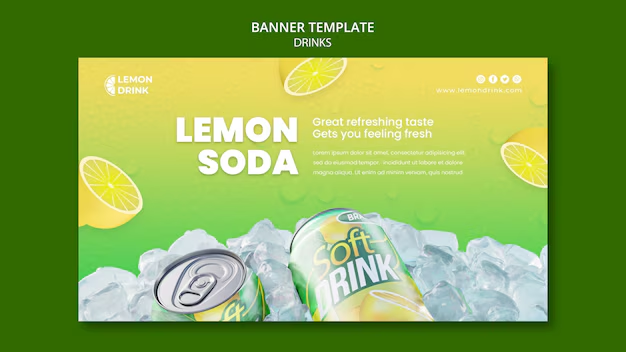 BANNER TEMPLATE
DRINKS
LEMON
DRINK
www.lemondrink.com
LEMON
SODA
Great refreshing taste
Gets you feeling fresh
Lorem ipsum dolor sit amet, consectetur adipiscing
elit, sed do eiusmod tempor incididunt ut labore et dolore
magna aliqua. Ut enim ad minim veniam, quis nostrud
BR
Soft
DRINK
ft